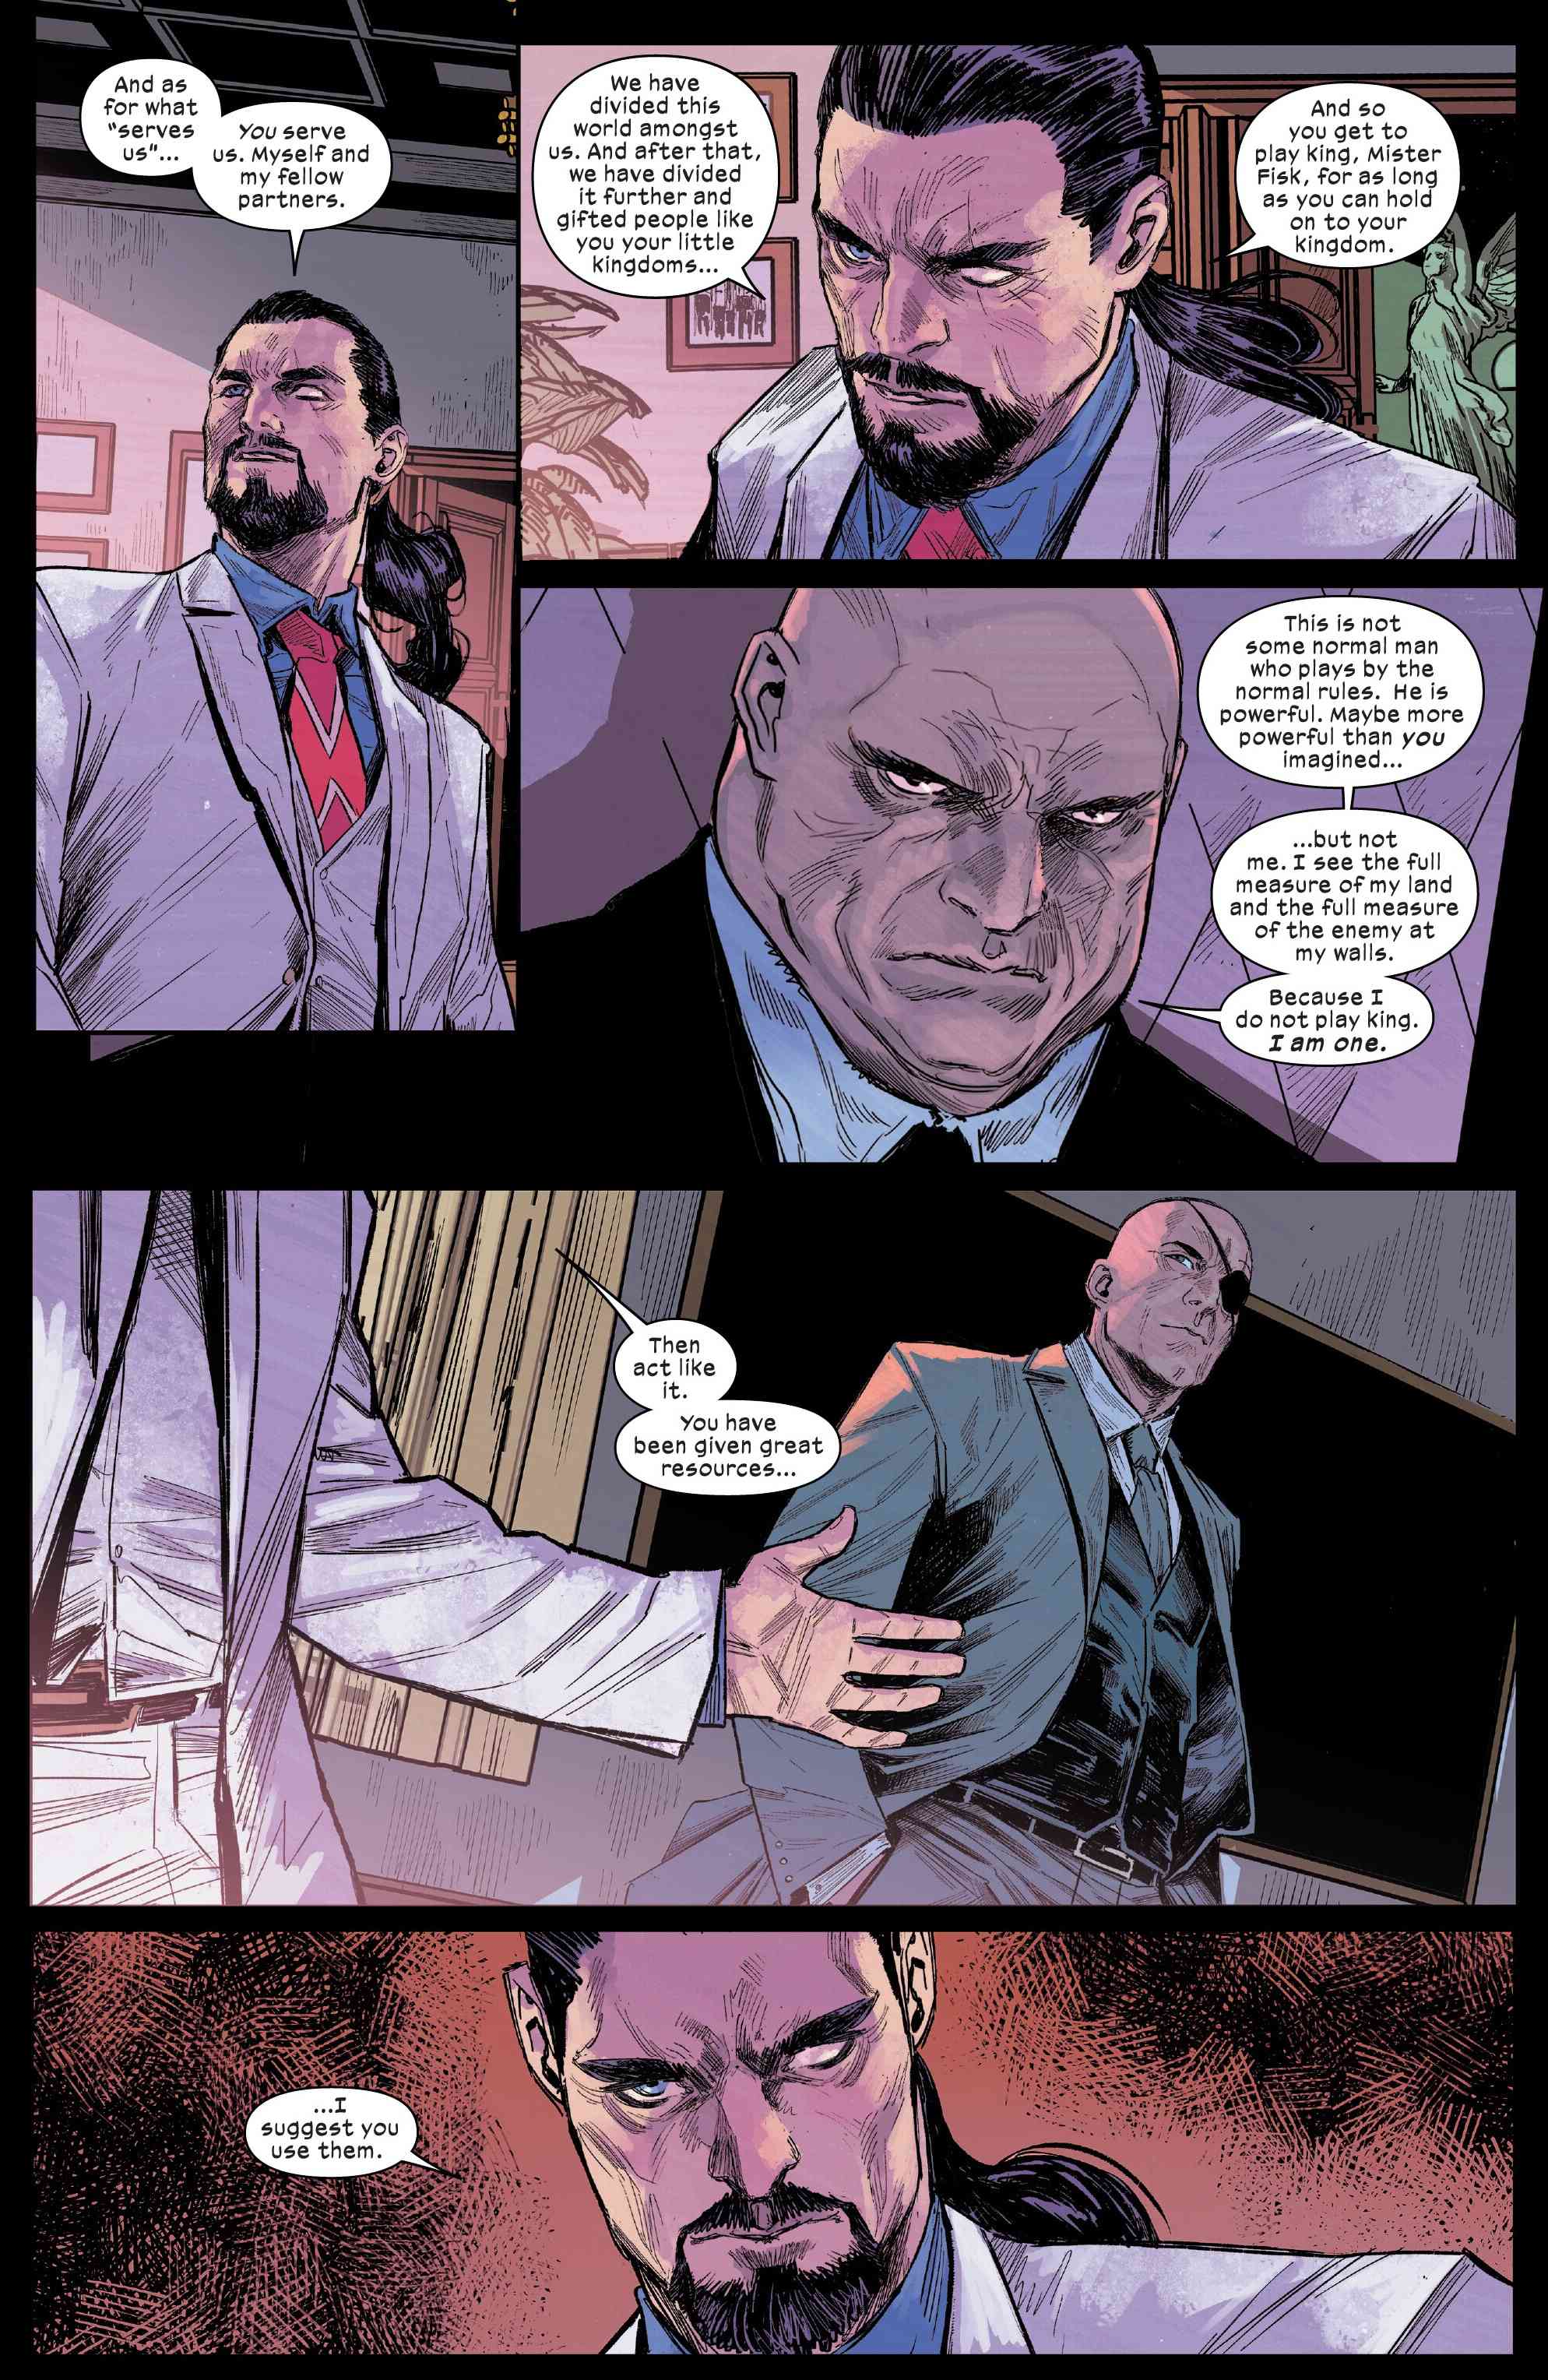 And as
for what
"serves
us"...
You serve
us. Myself and
my fellow
partners.
We have
divided this
world amongst
us. And after that,
we have divided
it further and
gifted people like
you your little
kingdoms...
And so
you get to
play king, Mister
Fisk, for as long
as you can hold
on to your
kingdom.
This is not
some normal man
who plays by the
normal rules. He is
powerful. Maybe more
powerful than you
imagined...
...but not
me. I see the full
measure of my land
and the full measure
of the enemy at
my walls.
Because I
do not play king.
I am one.
Then
act like
it.
You have
been given great
resources...
...I
suggest you
use them.